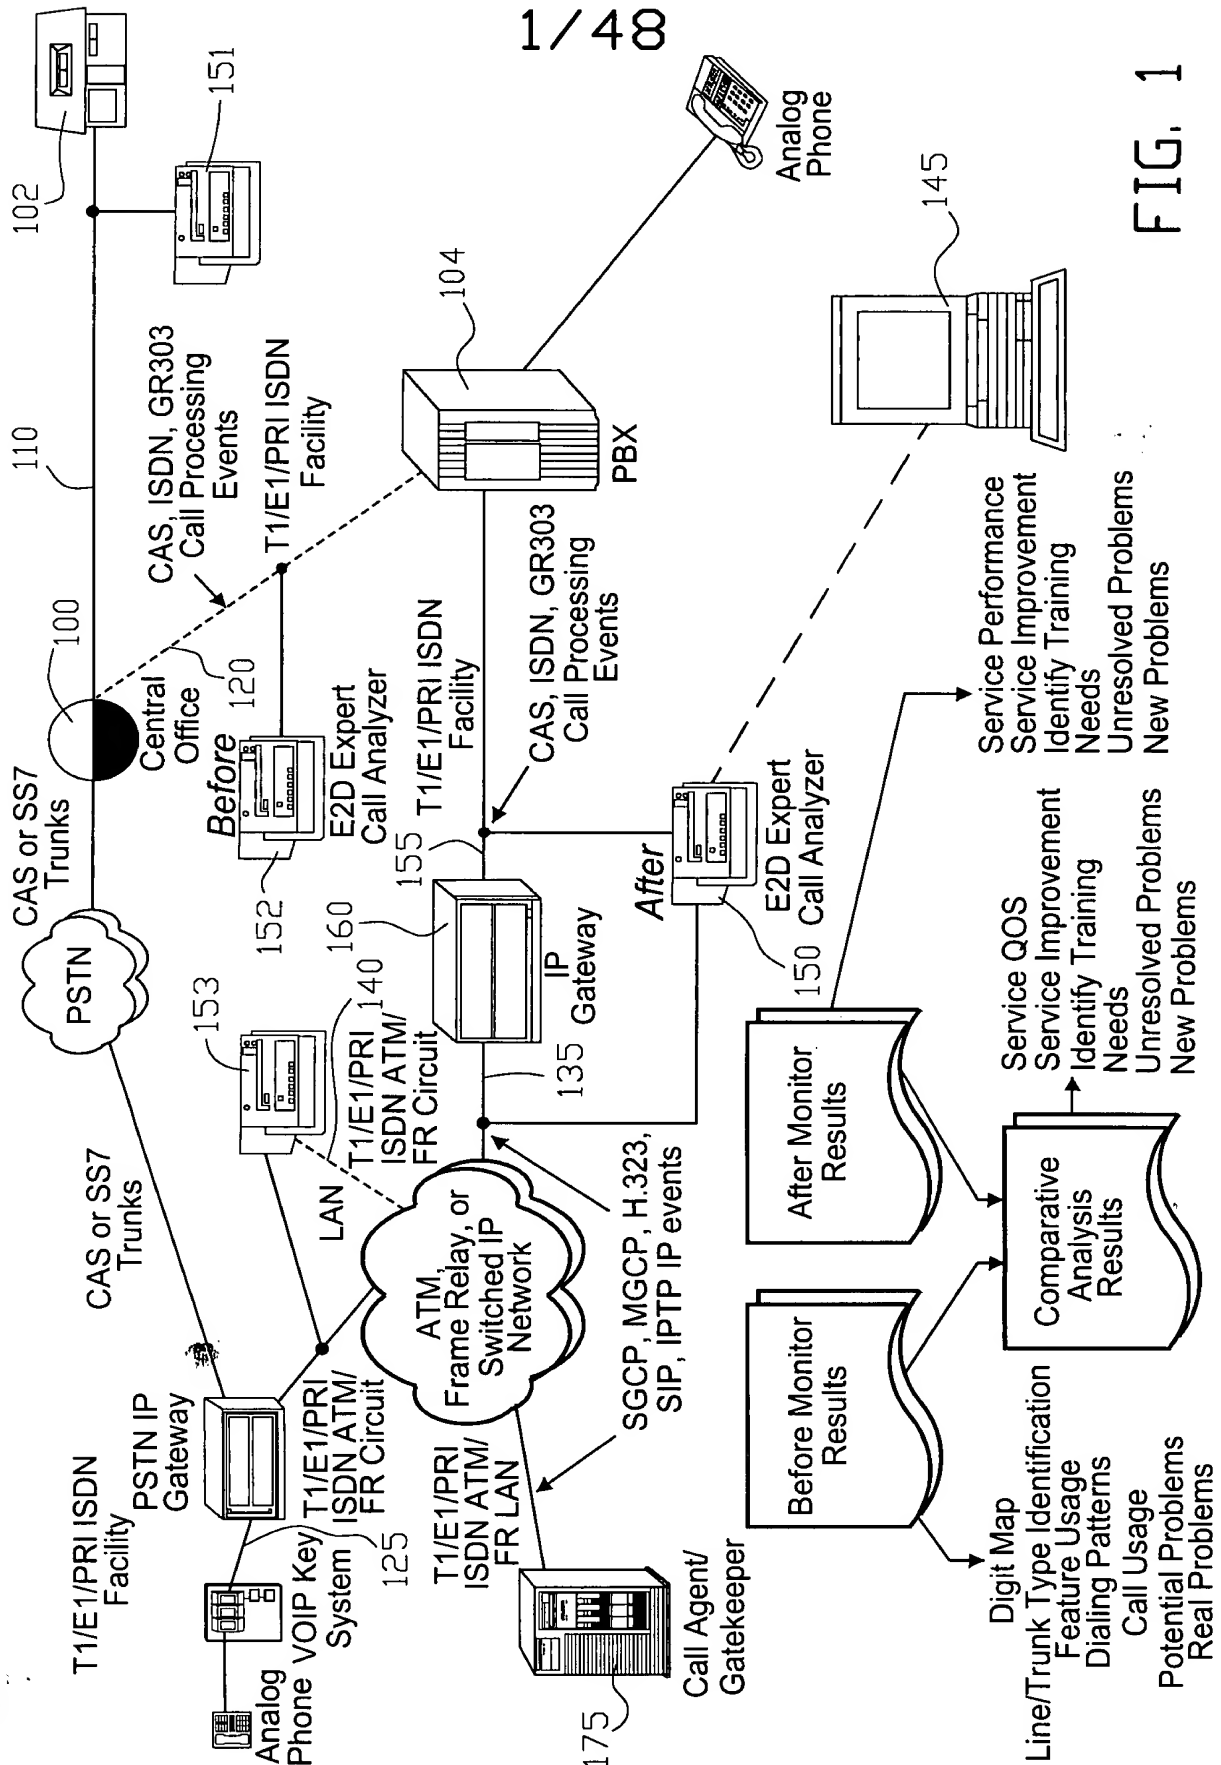 1/48
T1/E1/PRI ISDN
Facility
PSTN IP
Gateway
CAS or SS7
Trunks
PSTN
CAS or SS7
Trunks
Central
Office
100
110
102
151
CAS, ISDN, GR303
Call Processing
Events
T1/E1/PRI ISDN
Facility
120
Before
152
E2D Expert
Call Analyzer
153
140
T1/E1/PRI
ISDN ATM/
FR Circuit
LAN
Analog
Phone
VOIP Key
System
125
T1/E1/PRI
ISDN ATM/
FR Circuit
ATM,
Frame Relay, or
Switched IP
Network
135
160
IP
Gateway
155
T1/E1/PRI ISDN
Facility
CAS, ISDN, GR303
Call Processing
Events
104
PBX
Analog
Phone
T1/E1/PRI
ISDN ATM/
FR LAN
175
Call Agent/
Gatekeeper
SGCP, MGCP, H.323,
SIP, IPTP IP events
After
150
E2D Expert
Call Analyzer
145
Before Monitor
Results
After Monitor
Results
Comparative
Analysis
Results
Digit Map
Line/Trunk Type Identification
Feature Usage
Dialing Patterns
Call Usage
Potential Problems
Real Problems
Service QOS
Service Improvement
Identify Training
Needs
Unresolved Problems
New Problems
Service Performance
Service Improvement
Identify Training
Needs
Unresolved Problems
New Problems
FIG. 1